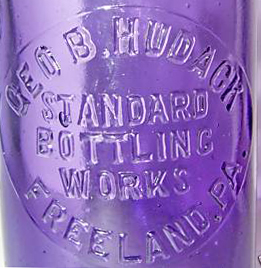 GEO B. HUDACK
STANDARD
BOTTLING
WORKS
FREELAND, PA.